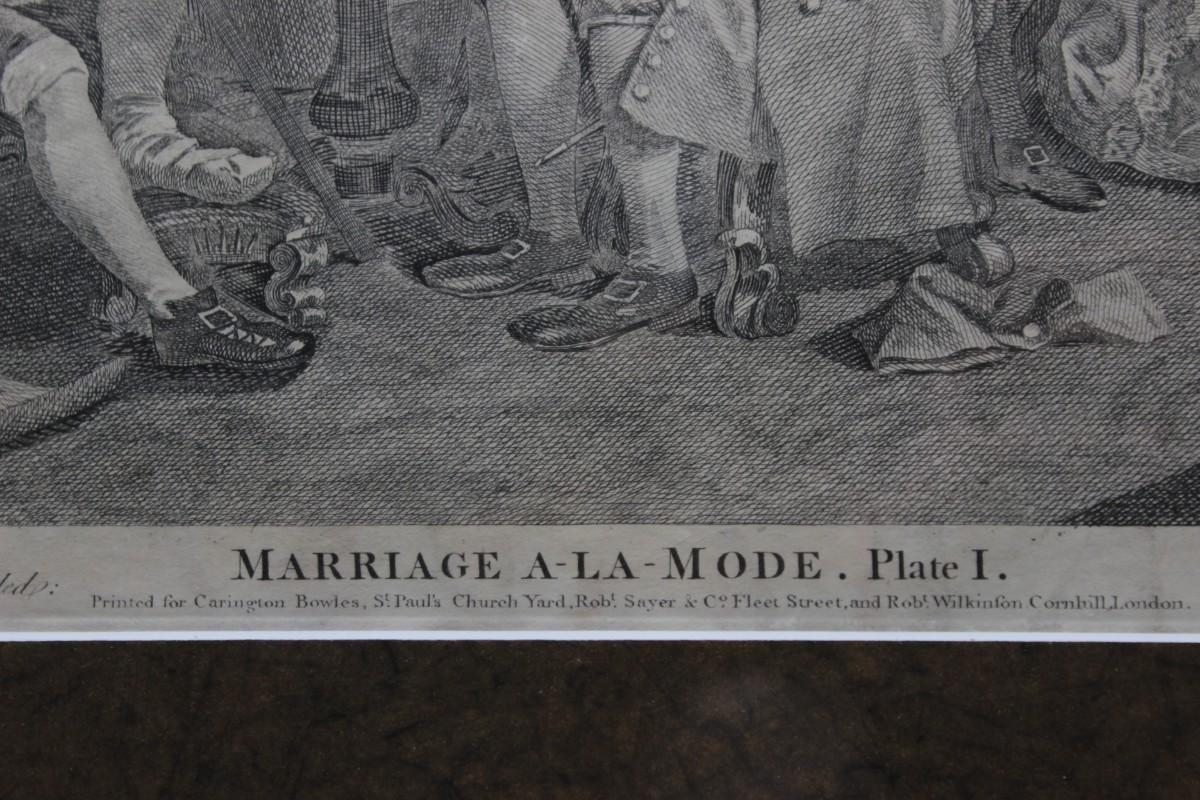 MARRIAGE A-LA-MODE. Plate I.
Printed for Carington Bowles, St. Paul's Church Yard, Robt. Sayer & Co. Fleet Street, and Robt. Wilkinſon Cornhill, London.